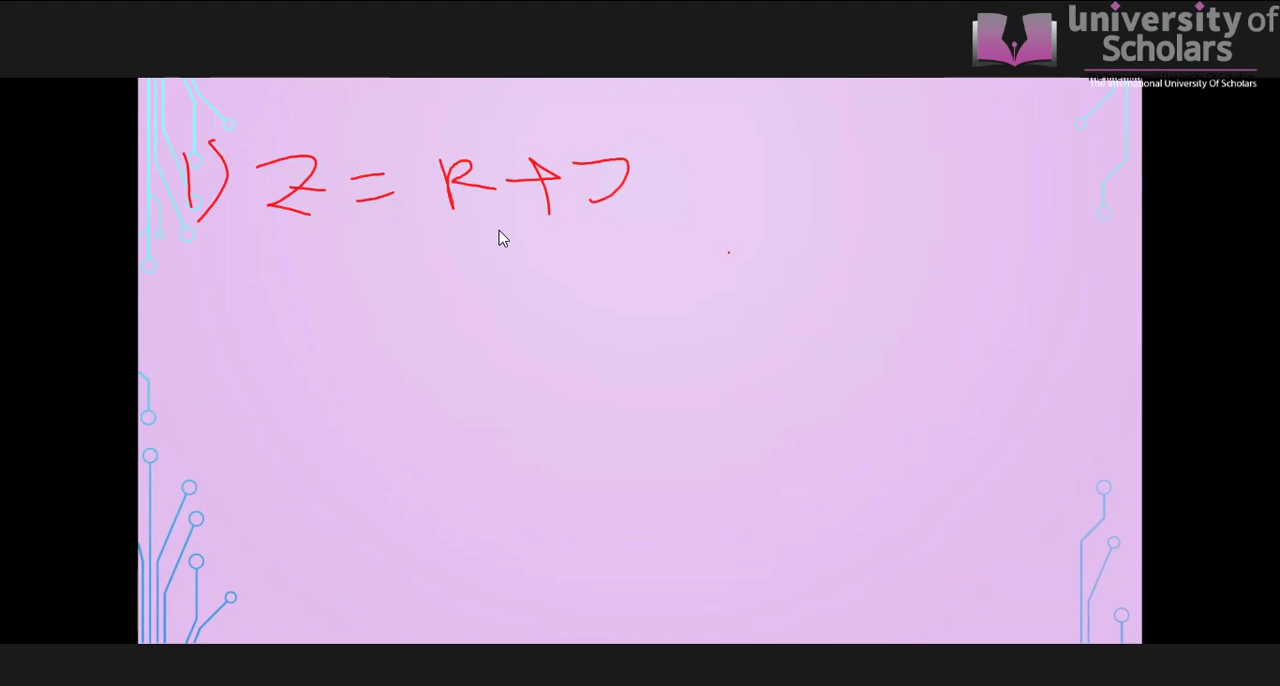 university of
Scholars
The International University Of Scholars
1) Z = R + J